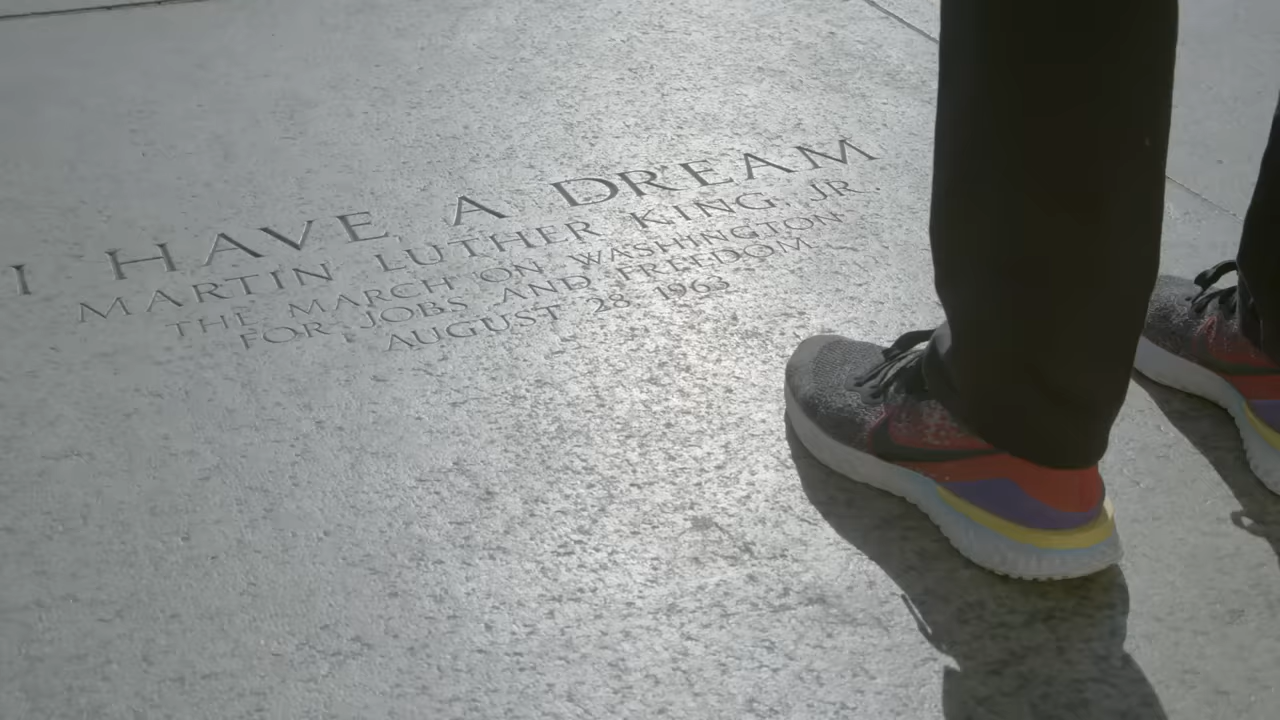 I HAVE A DREAM
MARTIN LUTHER KING, JR.
THE MARCH ON WASHINGTON
FOR JOBS AND FREEDOM
AUGUST 28 1963